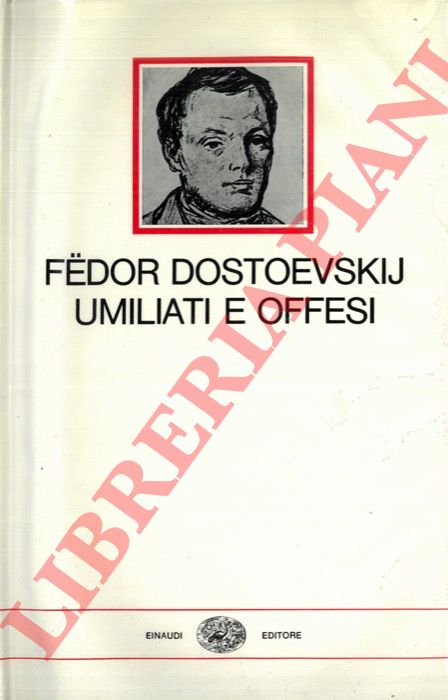 FËDOR DOSTOEVSKIJ
UMILIATI E OFFESI
LIBRERIA PIANI
EINAUDI EDITORE